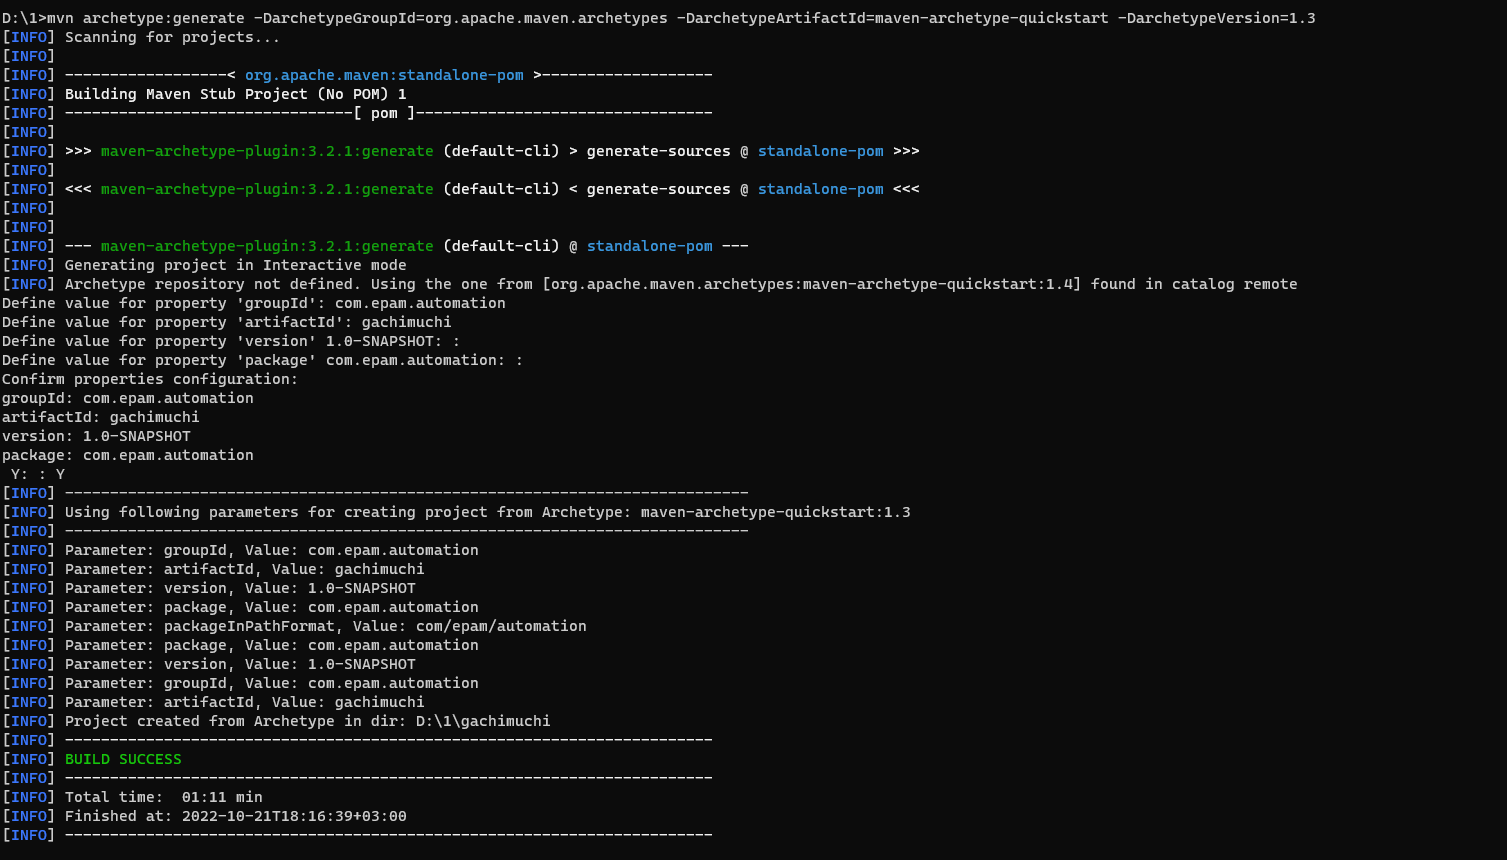 D:\1>mvn archetype:generate -DarchetypeGroupId=org.apache.maven.archetypes -DarchetypeArtifactId=maven-archetype-quickstart -DarchetypeVersion=1.3
[INFO] Scanning for projects...
[INFO]
[INFO] ------------------< org.apache.maven:standalone-pom >-------------------
[INFO] Building Maven Stub Project (No POM) 1
[INFO] --------------------------------[ pom ]---------------------------------
[INFO]
[INFO] >>> maven-archetype-plugin:3.2.1:generate (default-cli) > generate-sources @ standalone-pom >>>
[INFO]
[INFO] <<< maven-archetype-plugin:3.2.1:generate (default-cli) < generate-sources @ standalone-pom <<<
[INFO]
[INFO]
[INFO] --- maven-archetype-plugin:3.2.1:generate (default-cli) @ standalone-pom ---
[INFO] Generating project in Interactive mode
[INFO] Archetype repository not defined. Using the one from [org.apache.maven.archetypes:maven-archetype-quickstart:1.4] found in catalog remote
Define value for property 'groupId': com.epam.automation
Define value for property 'artifactId': gachimuchi
Define value for property 'version' 1.0-SNAPSHOT: :
Define value for property 'package' com.epam.automation: :
Confirm properties configuration:
groupId: com.epam.automation
artifactId: gachimuchi
version: 1.0-SNAPSHOT
package: com.epam.automation
 Y: : Y
[INFO] ----------------------------------------------------------------------------
[INFO] Using following parameters for creating project from Archetype: maven-archetype-quickstart:1.3
[INFO] ----------------------------------------------------------------------------
[INFO] Parameter: groupId, Value: com.epam.automation
[INFO] Parameter: artifactId, Value: gachimuchi
[INFO] Parameter: version, Value: 1.0-SNAPSHOT
[INFO] Parameter: package, Value: com.epam.automation
[INFO] Parameter: packageInPathFormat, Value: com/epam/automation
[INFO] Parameter: package, Value: com.epam.automation
[INFO] Parameter: version, Value: 1.0-SNAPSHOT
[INFO] Parameter: groupId, Value: com.epam.automation
[INFO] Parameter: artifactId, Value: gachimuchi
[INFO] Project created from Archetype in dir: D:\1\gachimuchi
[INFO] ------------------------------------------------------------------------
[INFO] BUILD SUCCESS
[INFO] ------------------------------------------------------------------------
[INFO] Total time:  01:11 min
[INFO] Finished at: 2022-10-21T18:16:39+03:00
[INFO] ------------------------------------------------------------------------